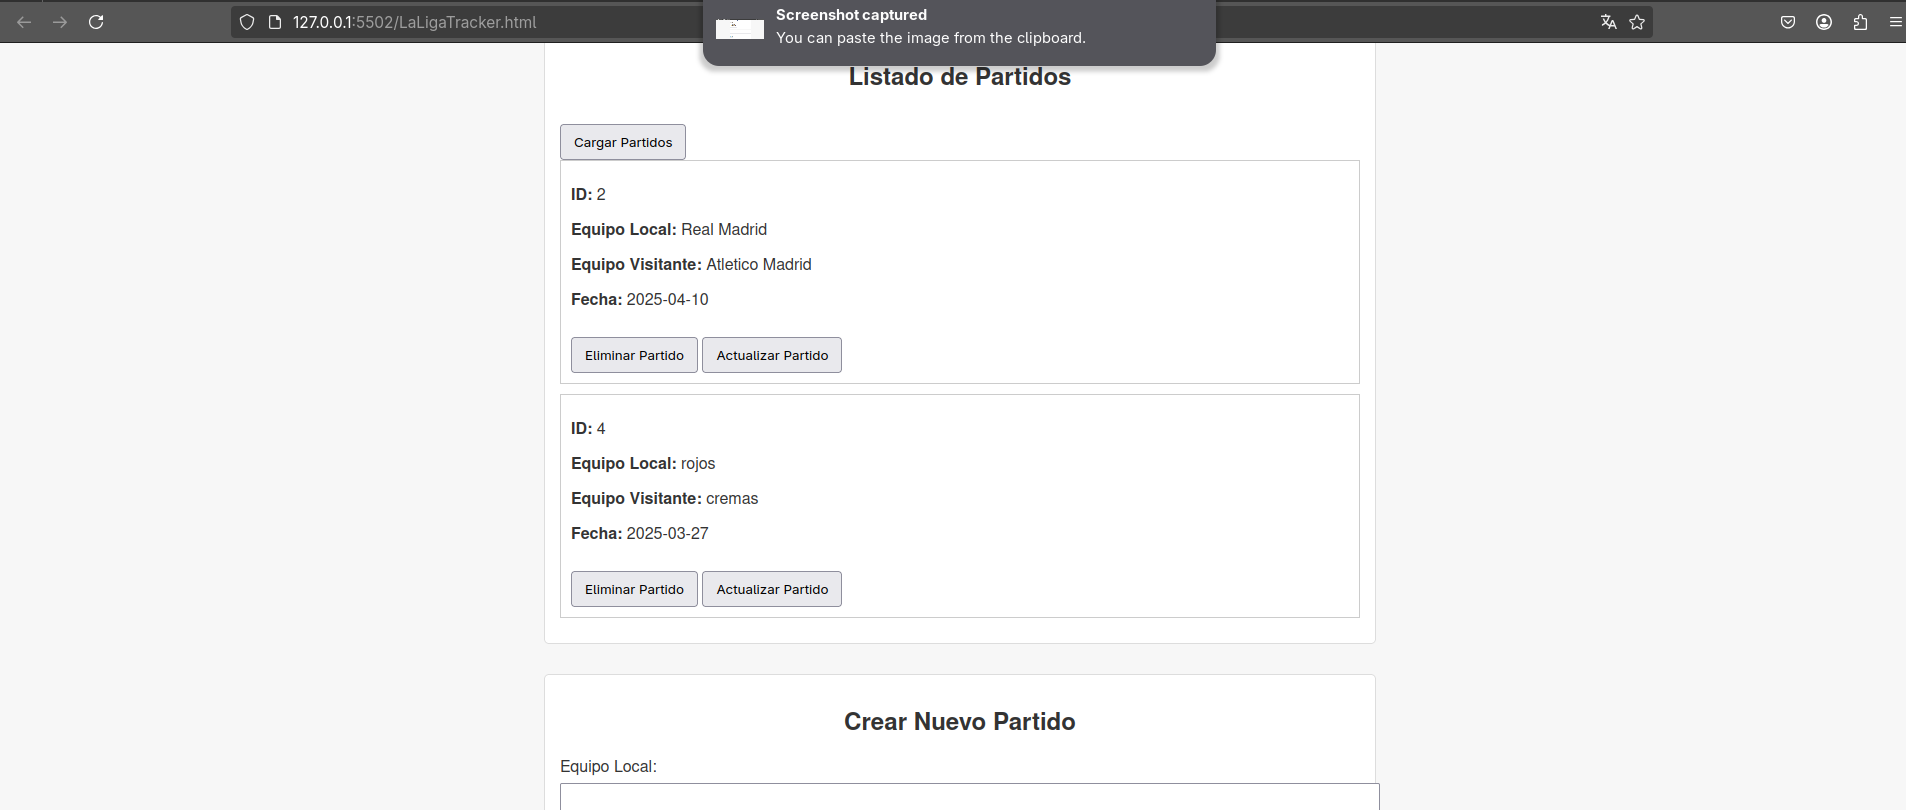 127.0.0.1:5502/LaLigaTracker.html
Screenshot captured
You can paste the image from the clipboard.
Listado de Partidos
Cargar Partidos
ID: 2
Equipo Local: Real Madrid
Equipo Visitante: Atletico Madrid
Fecha: 2025-04-10
Eliminar Partido Actualizar Partido
ID: 4
Equipo Local: rojos
Equipo Visitante: cremas
Fecha: 2025-03-27
Eliminar Partido Actualizar Partido
Crear Nuevo Partido
Equipo Local: